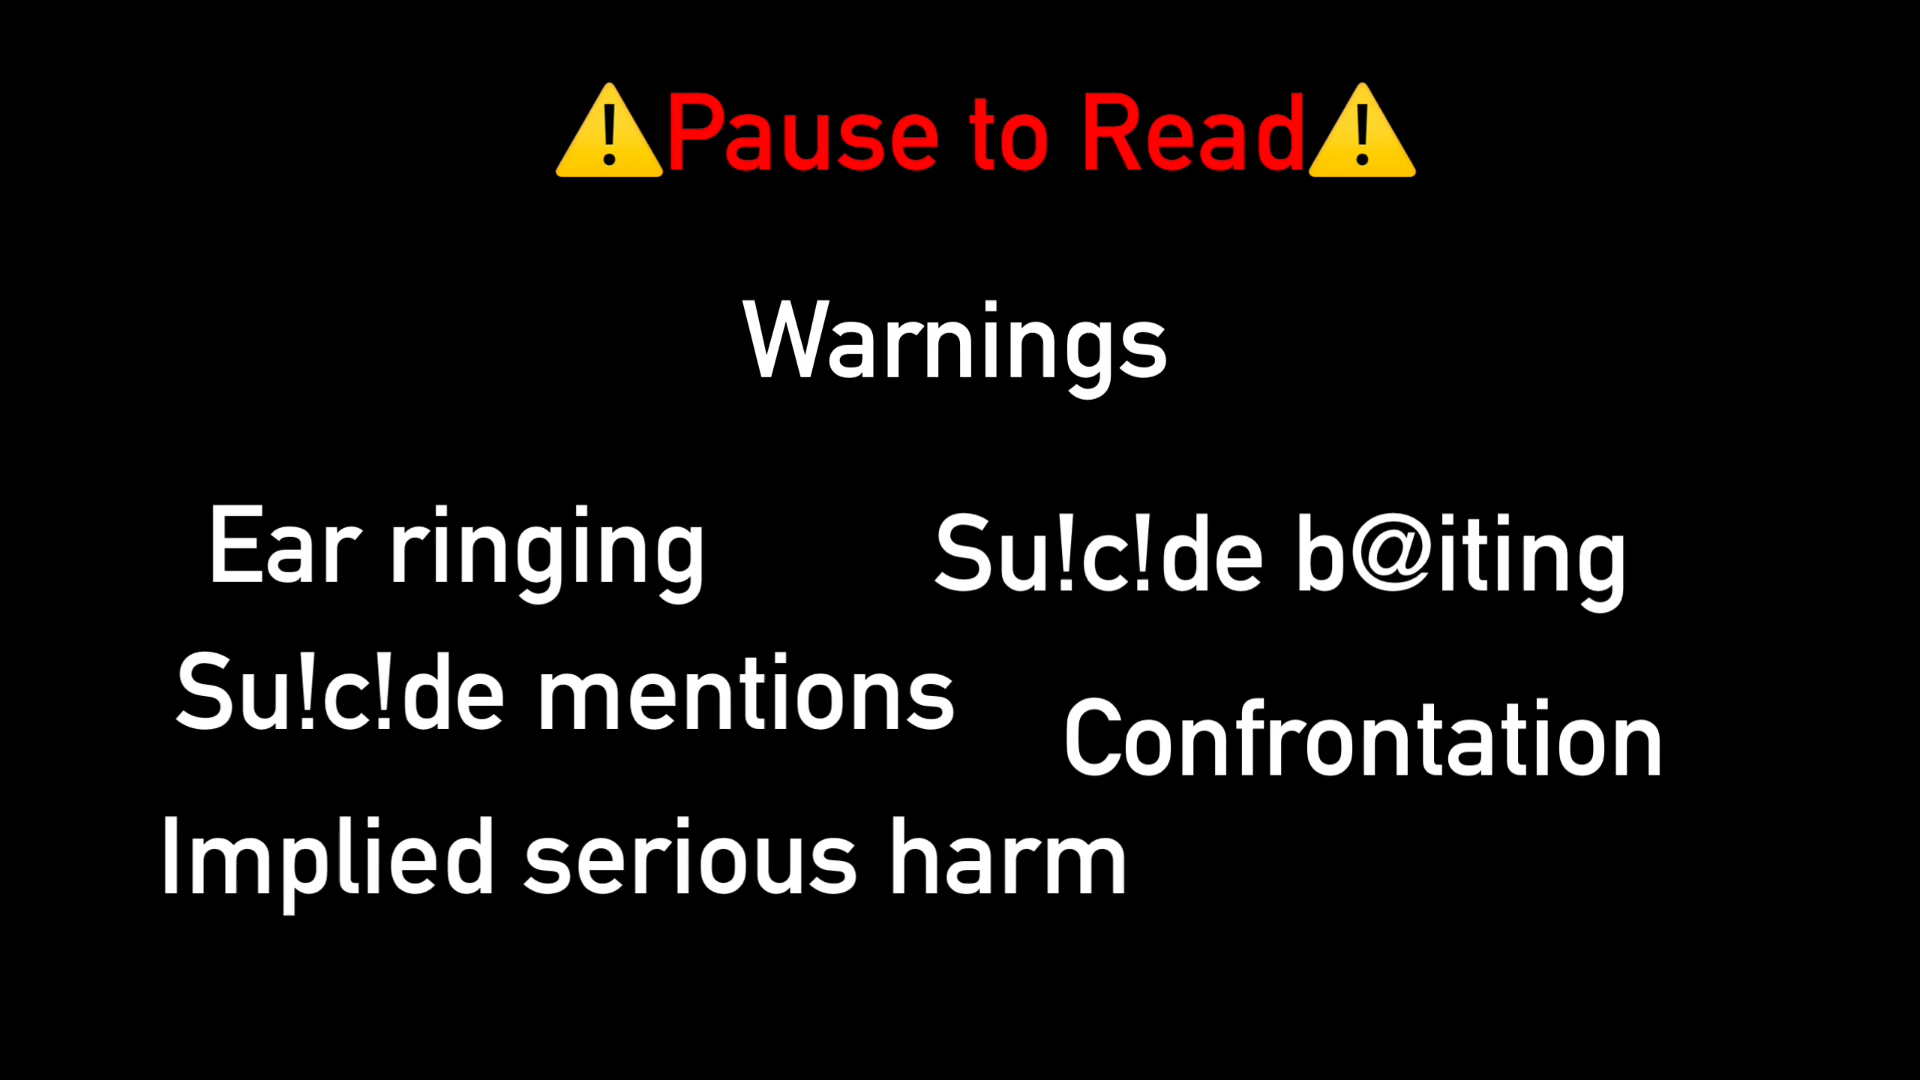 ⚠️Pause to Read⚠️
Warnings
Ear ringing
Su!c!de mentions
Implied serious harm
Su!c!de b@iting
Confrontation